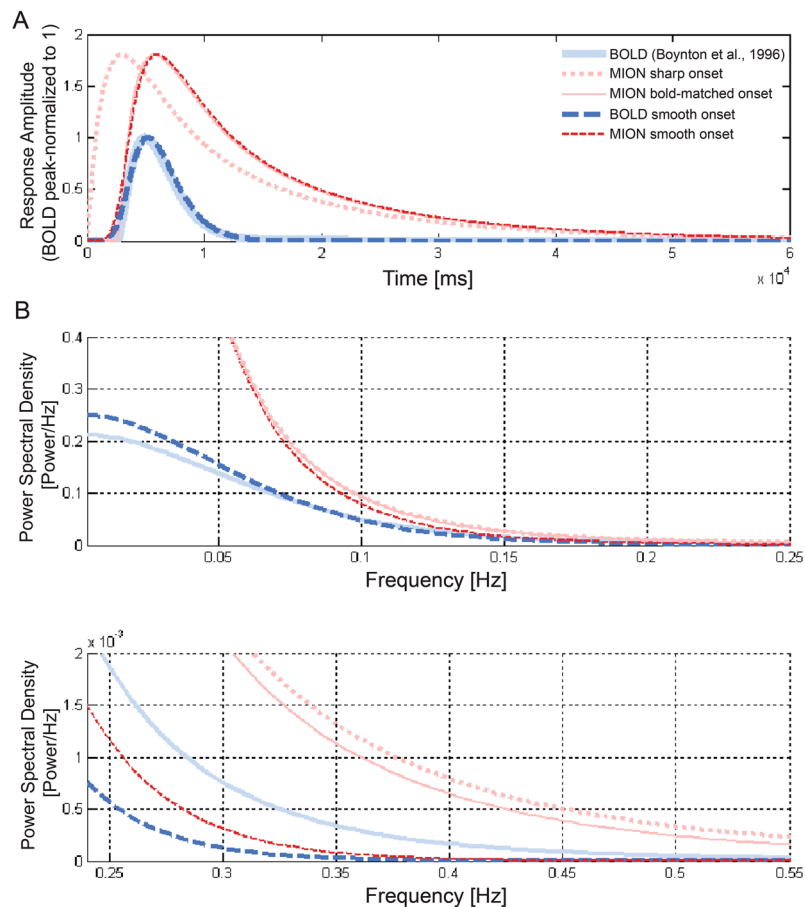 A
Response Amplitude
(BOLD peak-normalized to 1)
2
1.5
1
0.5
0
BOLD (Boynton et al., 1996)
MION sharp onset
MION bold-matched onset
BOLD smooth onset
MION smooth onset
0 1 2 3 4 5 6
Time [ms]
× 10⁴
B
Power Spectral Density
[Power/Hz]
0.4
0.3
0.2
0.1
0
0.05 0.1 0.15 0.2 0.25
Frequency [Hz]
× 10⁻³
Power Spectral Density
[Power/Hz]
2
1.5
1
0.5
0
0.25 0.3 0.35 0.4 0.45 0.5 0.55
Frequency [Hz]